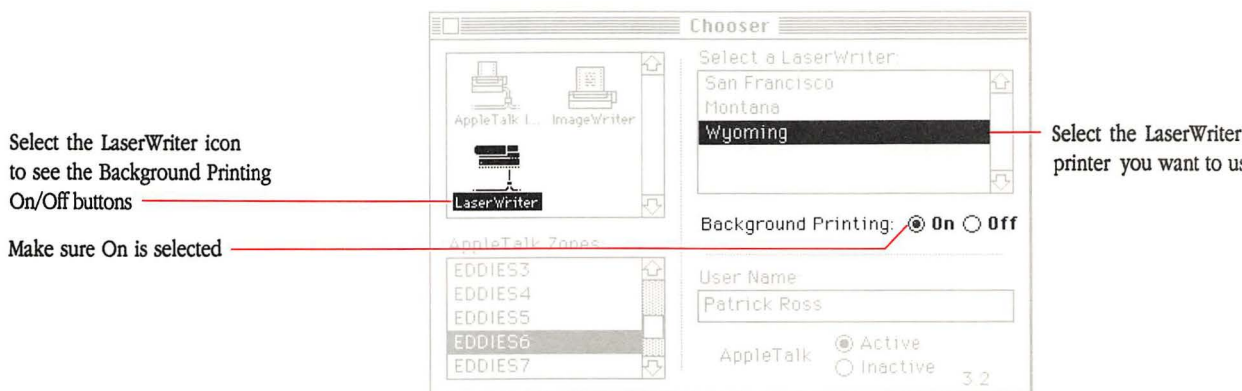 Chooser
Select the LaserWriter icon
to see the Background Printing
On/Off buttons
Make sure On is selected
AppleTalk I... ImageWriter
LaserWriter
AppleTalk Zones
EDDIES3
EDDIES4
EDDIES5
EDDIES6
EDDIES7
Select a LaserWriter:
San Francisco
Montana
Wyoming
Background Printing: On Off
User Name
Patrick Ross
AppleTalk Active
Inactive
3.2
Select the LaserWriter
printer you want to us